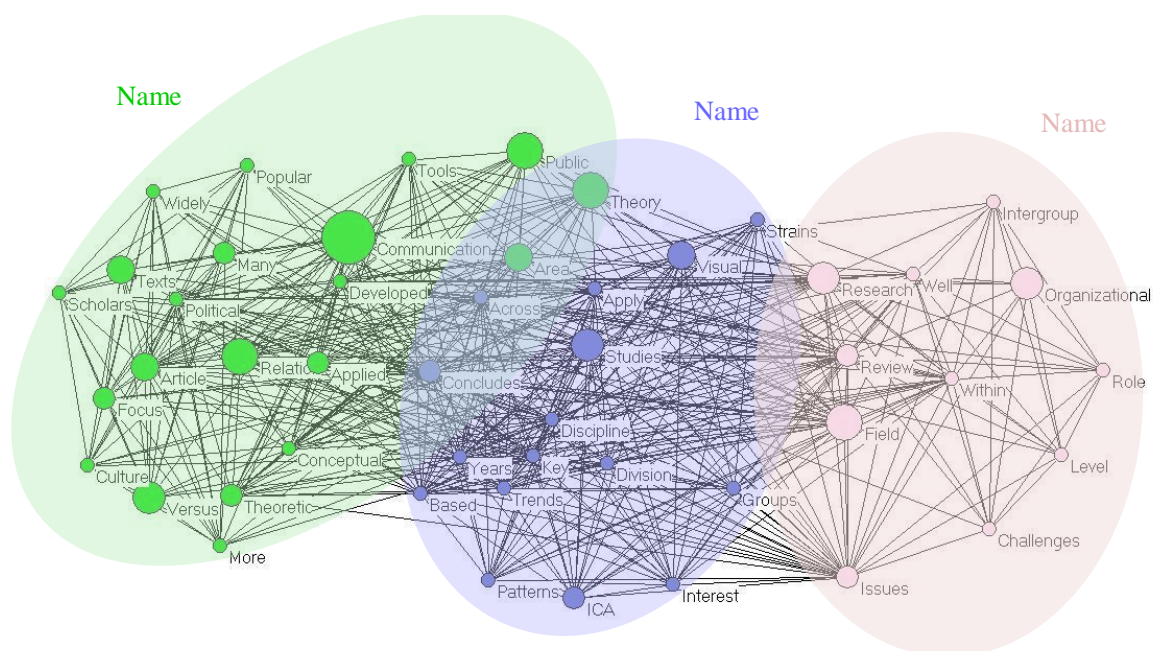 Name
Name
Name
Public
Tools
Popular
Widely
Theory
Intergroup
Strains
Communication
Many
Area
Visual
Texts
Developed
Research
Well
Organizational
Scholars
Political
Across
Apply
Studies
Review
Relatio
Applied
Article
Concludes
Within
Role
Focus
Discipline
Field
Conceptual
Years
Key
Division
Level
Culture
Versus
Theoretic
Based
Trends
Groups
Challenges
More
Patterns
ICA
Interest
Issues